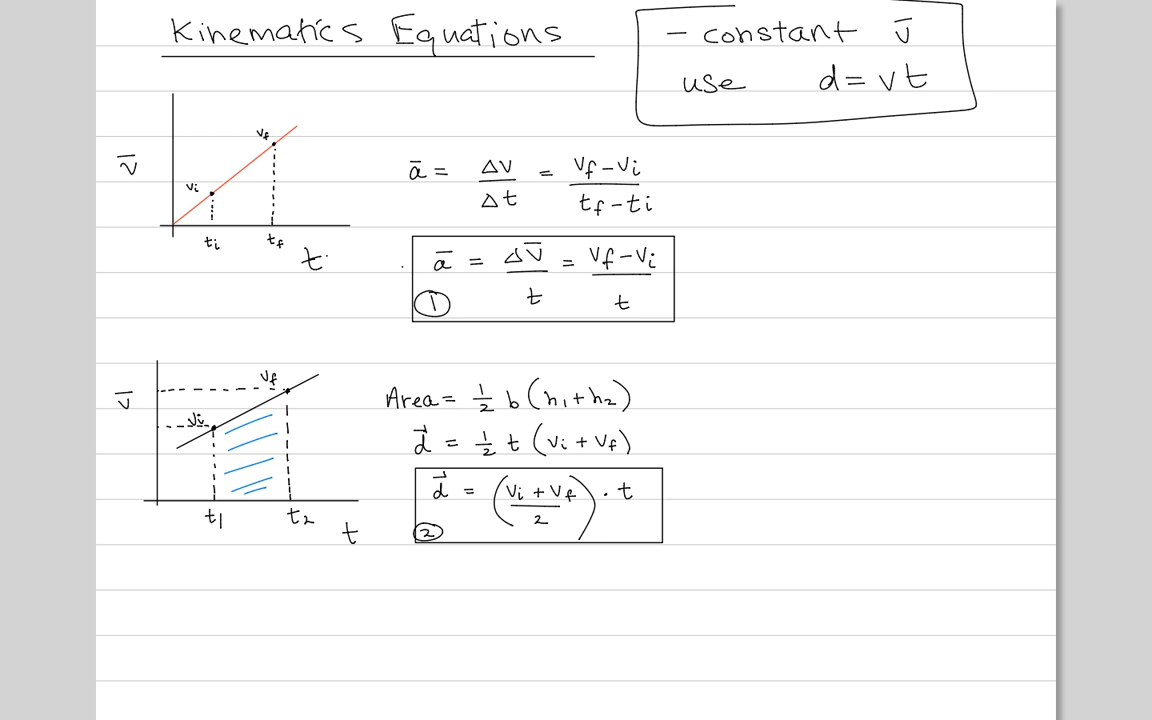 Kinematics Equations
- constant v̅
use d = vt
v̅
vi
vf
ti
tf
t
a̅ = Δv/Δt = vf - vi/tf - ti
a̅ = Δv̅/t = vf - vi/t
①
v̅
vi
vf
t1
t2
t
Area = 1/2 b (h1 + h2)
d⃗ = 1/2 t (vi + vf)
d⃗ = (vi + vf/2) · t
②